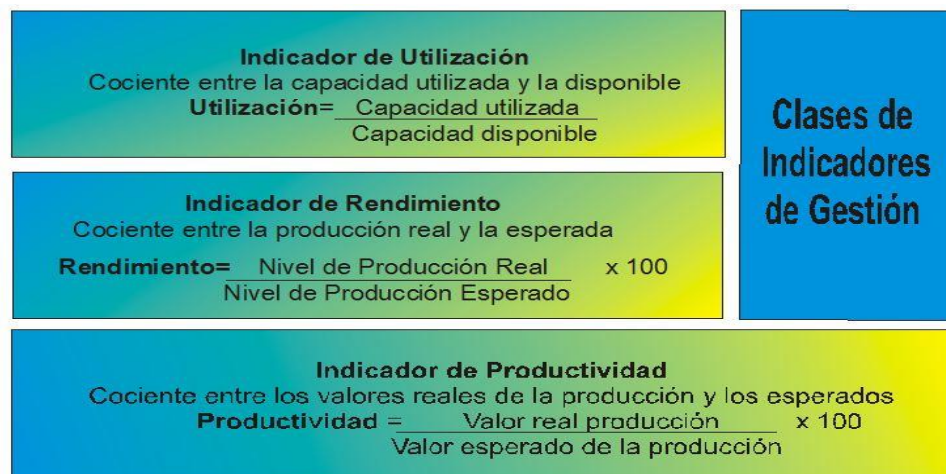 Indicador de Utilización
Cociente entre la capacidad utilizada y la disponible
Utilización= Capacidad utilizada
Capacidad disponible
Clases de
Indicadores
de Gestión
Indicador de Rendimiento
Cociente entre la producción real y la esperada
Rendimiento= Nivel de Producción Real x 100
Nivel de Producción Esperado
Indicador de Productividad
Cociente entre los valores reales de la producción y los esperados
Productividad = Valor real producción x 100
Valor esperado de la producción